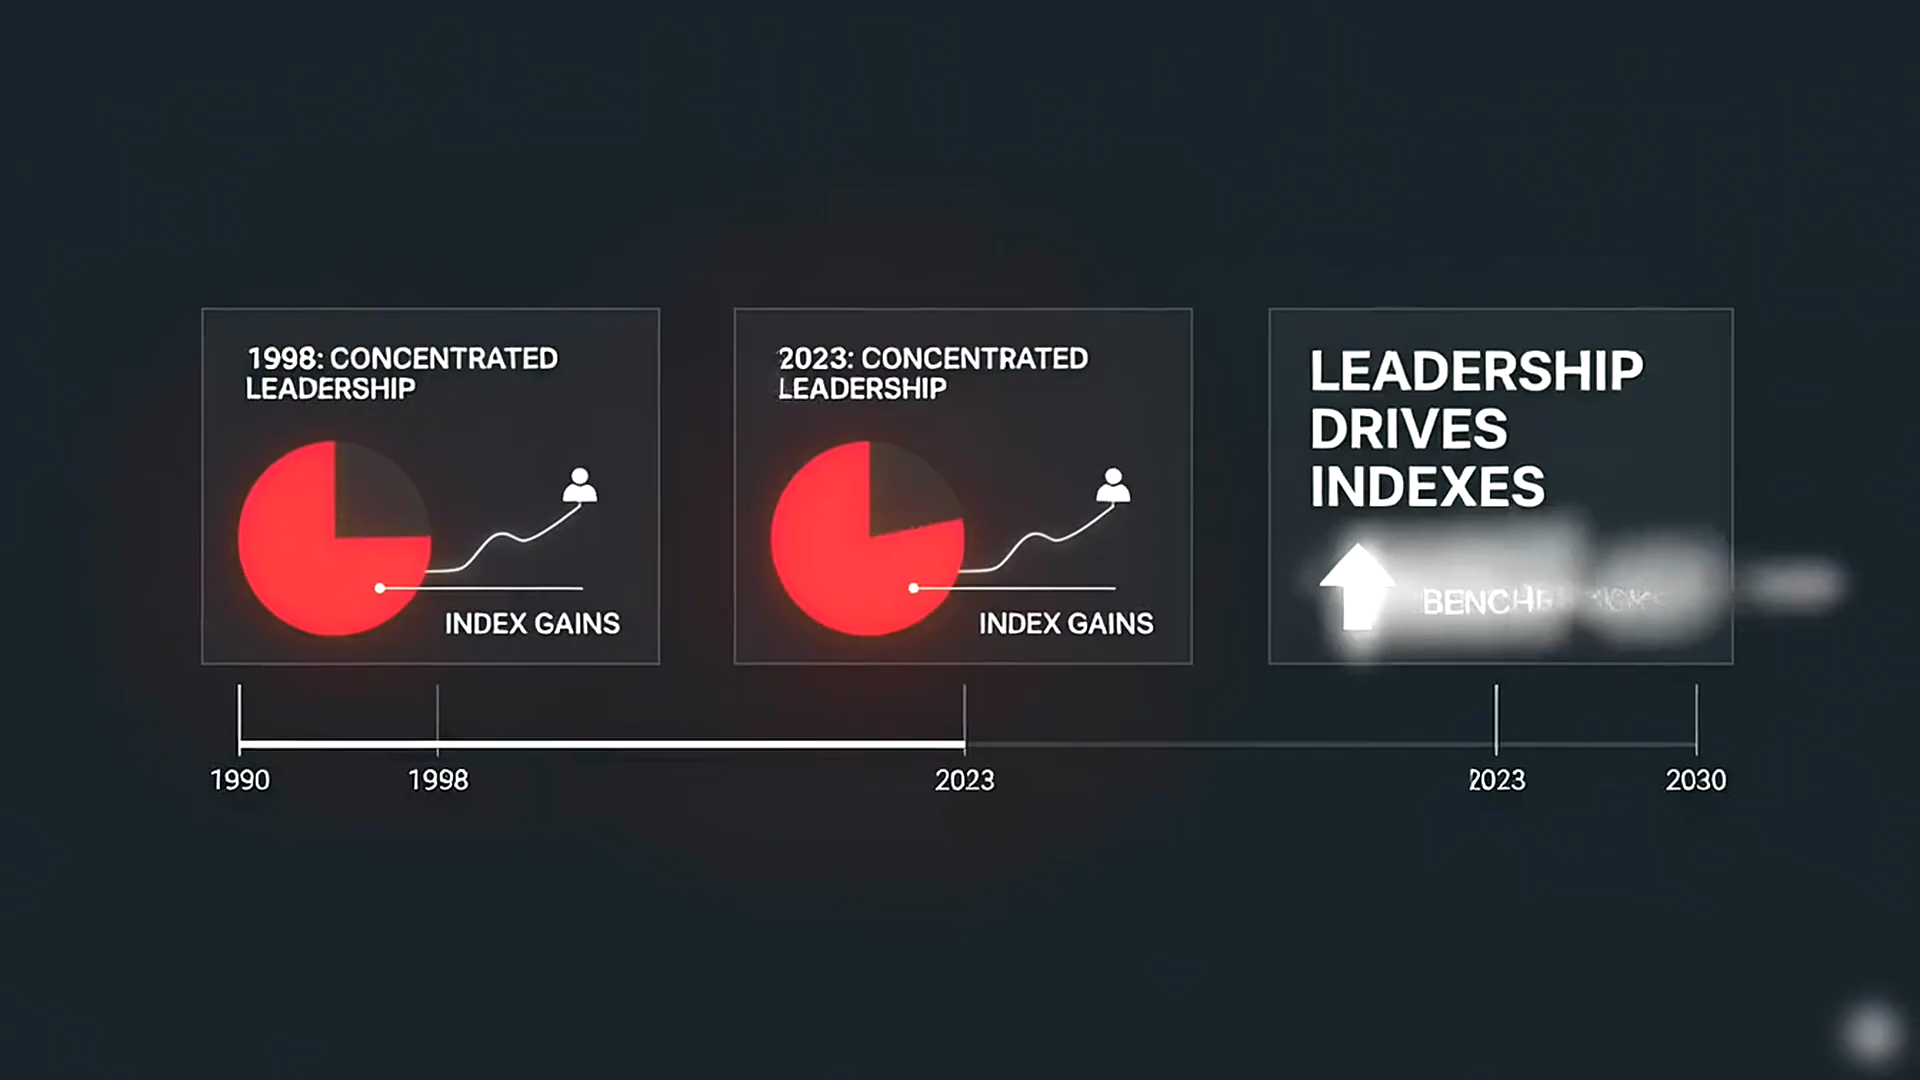 1998: CONCENTRATED
LEADERSHIP
INDEX GAINS
2023: CONCENTRATED
LEADERSHIP
INDEX GAINS
LEADERSHIP
DRIVES
INDEXES
1990
1998
2023
2023
2030